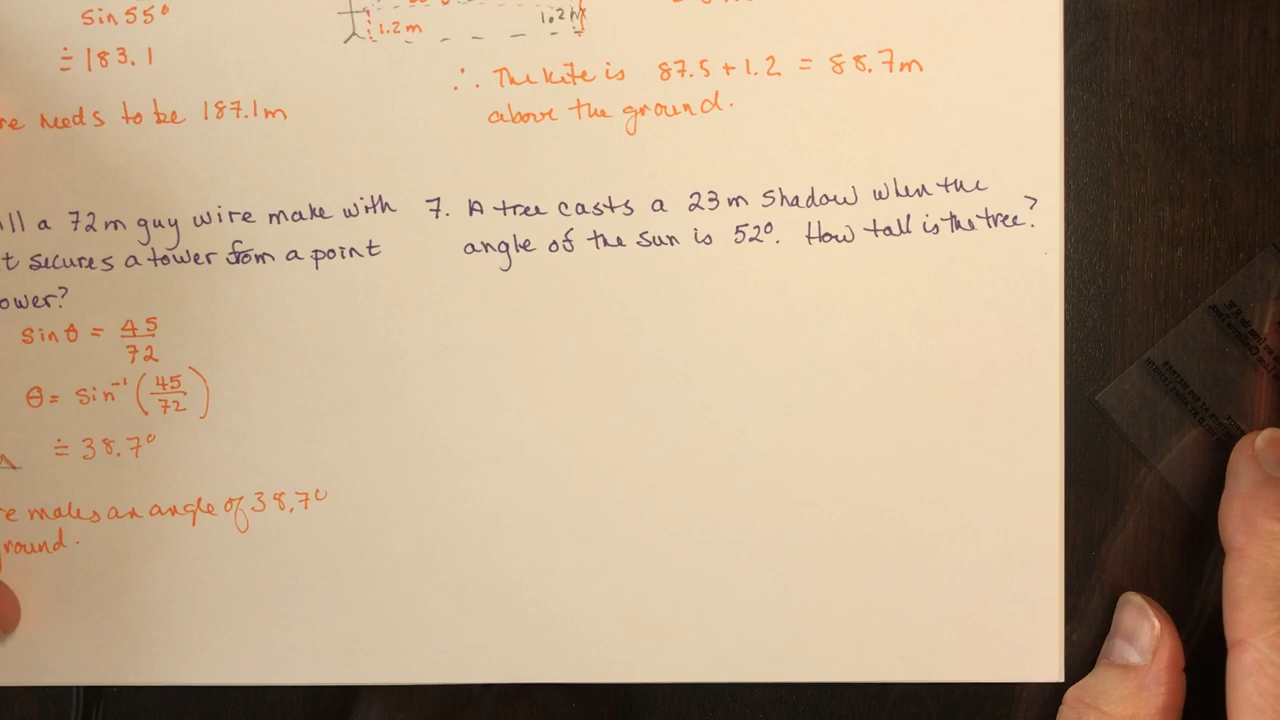 sin 55°
≐ 183.1
re needs to be 187.1m
1.2 m
1.2 m
∴ The kite is 87.5 + 1.2 = 88.7m
above the ground.
ill a 72m guy wire make with
t secures a tower from a point
ower?
Sin θ = 45/72
θ = Sin⁻¹ (45/72)
≐ 38.7°
re makes an angle of 38.7°
round.
7. A tree casts a 23m shadow when the
angle of the sun is 52°. How tall is the tree?